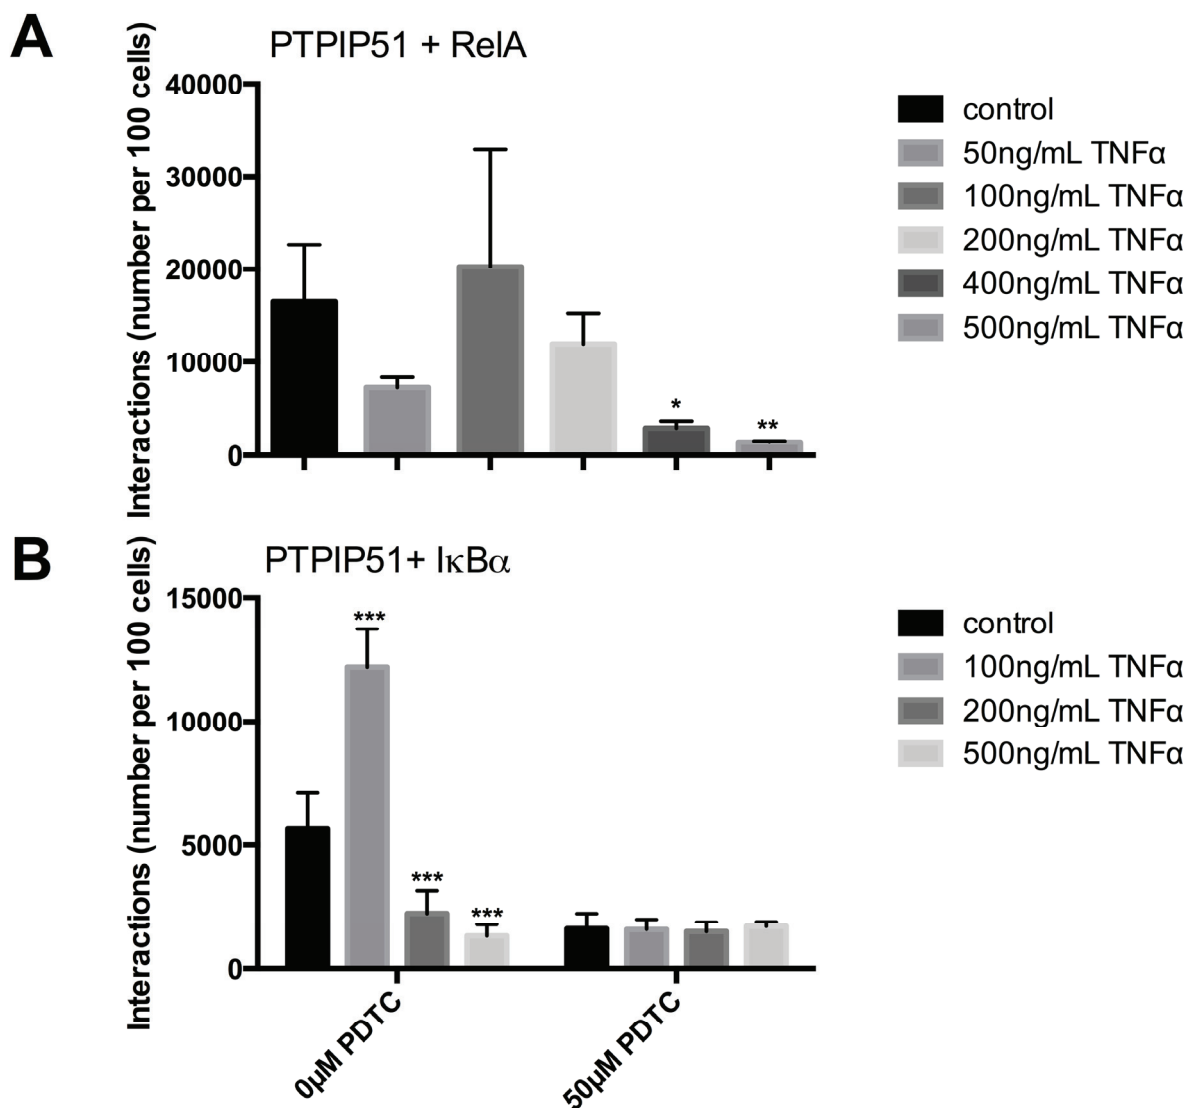 A
PTPIP51 + RelA
Interactions (number per 100 cells)
40000
30000
20000
10000
0
*
**
control
50ng/mL TNFα
100ng/mL TNFα
200ng/mL TNFα
400ng/mL TNFα
500ng/mL TNFα
B
PTPIP51+ IκBα
Interactions (number per 100 cells)
15000
10000
5000
0
***
***
***
control
100ng/mL TNFα
200ng/mL TNFα
500ng/mL TNFα
0µM PDTC
50µM PDTC